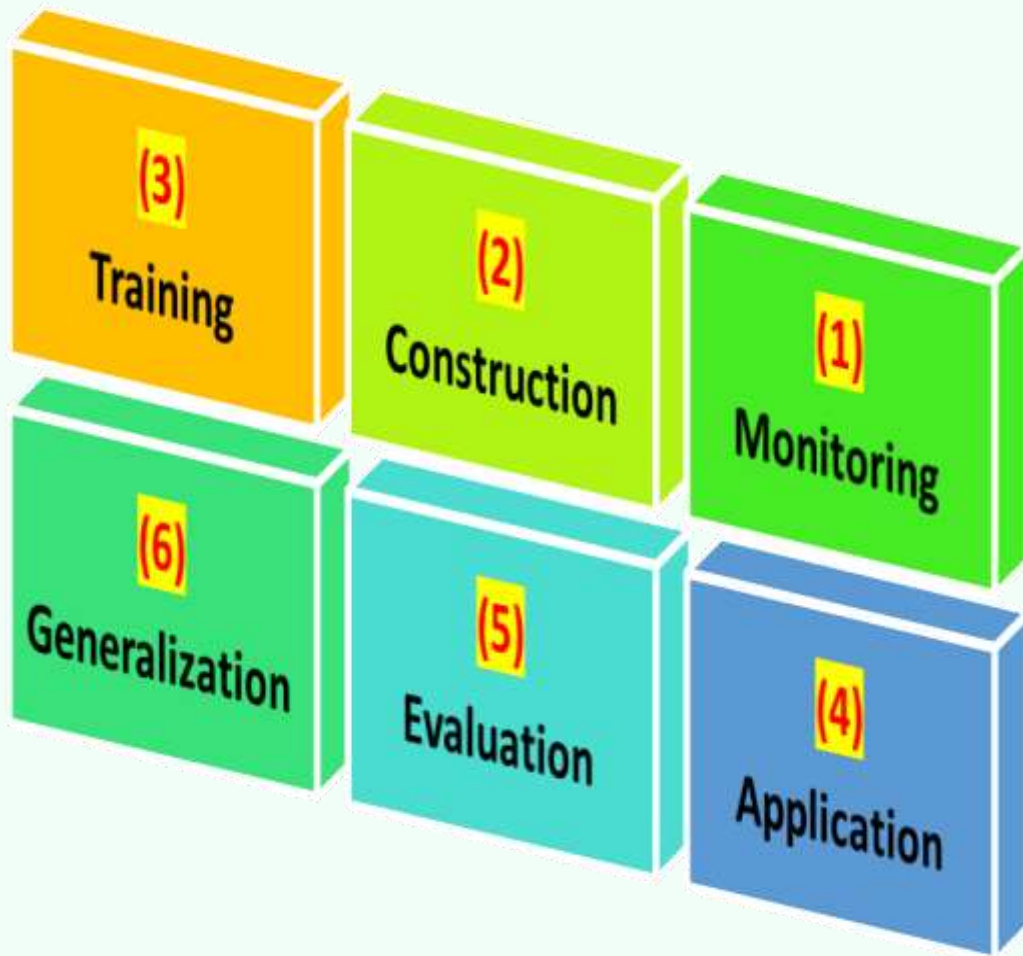 (3)
Training
(2)
Construction
(1)
Monitoring
(6)
Generalization
(5)
Evaluation
(4)
Application